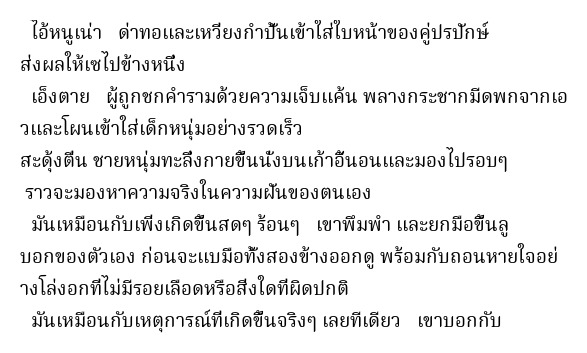 ไอ้หนูเน่า ด่าทอและเหวี่ยงกำปั้นเข้าใส่ใบหน้าของคู่ปรปักษ์
ส่งผลให้เซไปข้างหนึ่ง
เอ็งตาย ผู้ถูกชกคำรามด้วยความเจ็บแค้น พลางกระชากมีดพกจากเอ
วและโผนเข้าใส่เด็กหนุ่มอย่างรวดเร็ว
สะดุ้งตื่น ชายหนุ่มทะลึ่งกายขึ้นนั่งบนเก้าอี้นอนและมองไปรอบๆ
ราวจะมองหาความจริงในความฝันของตนเอง
มันเหมือนกับเพิ่งเกิดขึ้นสดๆ ร้อนๆ เขาพึมพำ และยกมือขึ้นลู
บอกของตัวเอง ก่อนจะแบมือทั้งสองข้างออกดู พร้อมกับถอนหายใจอย่
างโล่งอกที่ไม่มีรอยเลือดหรือสิ่งใดที่ผิดปกติ
มันเหมือนกับเหตุการณ์ที่เกิดขึ้นจริงๆ เลยทีเดียว เขาบอกกับ